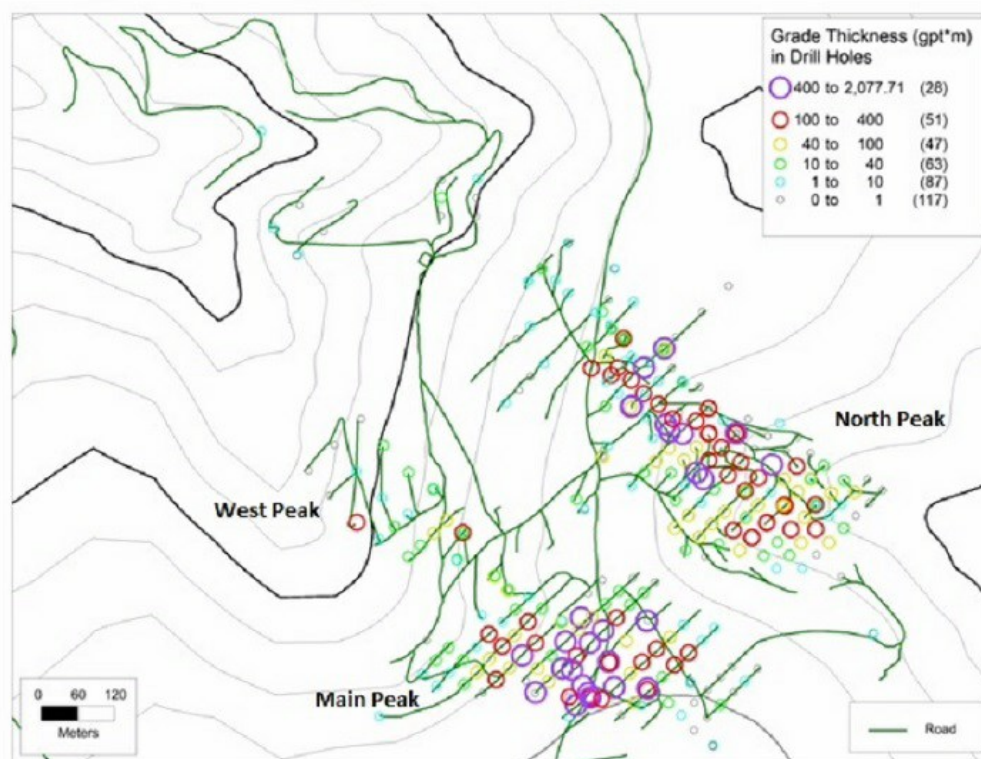 Grade Thickness (gpt*m)
in Drill Holes
400 to 2,077.71 (28)
100 to 400 (51)
40 to 100 (47)
10 to 40 (63)
1 to 10 (87)
0 to 1 (117)
North Peak
West Peak
Main Peak
0 60 120
Meters
Road